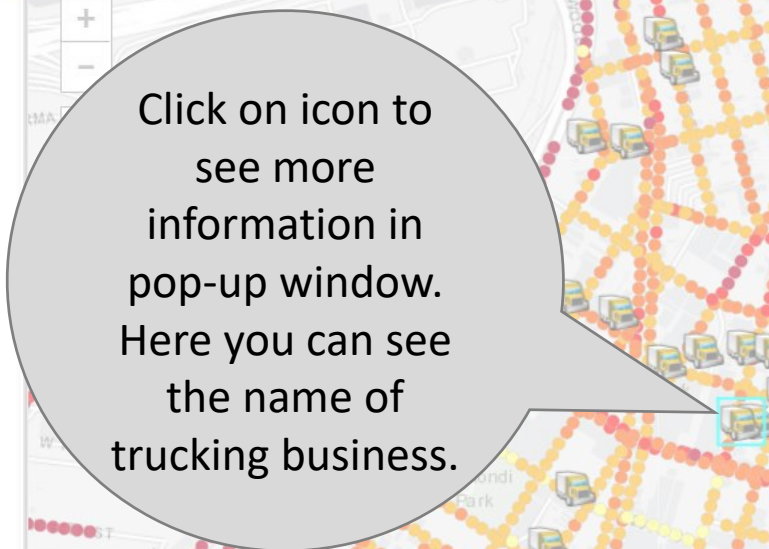 +
−
Click on icon to
see more
information in
pop-up window.
Here you can see
the name of
trucking business.
Park